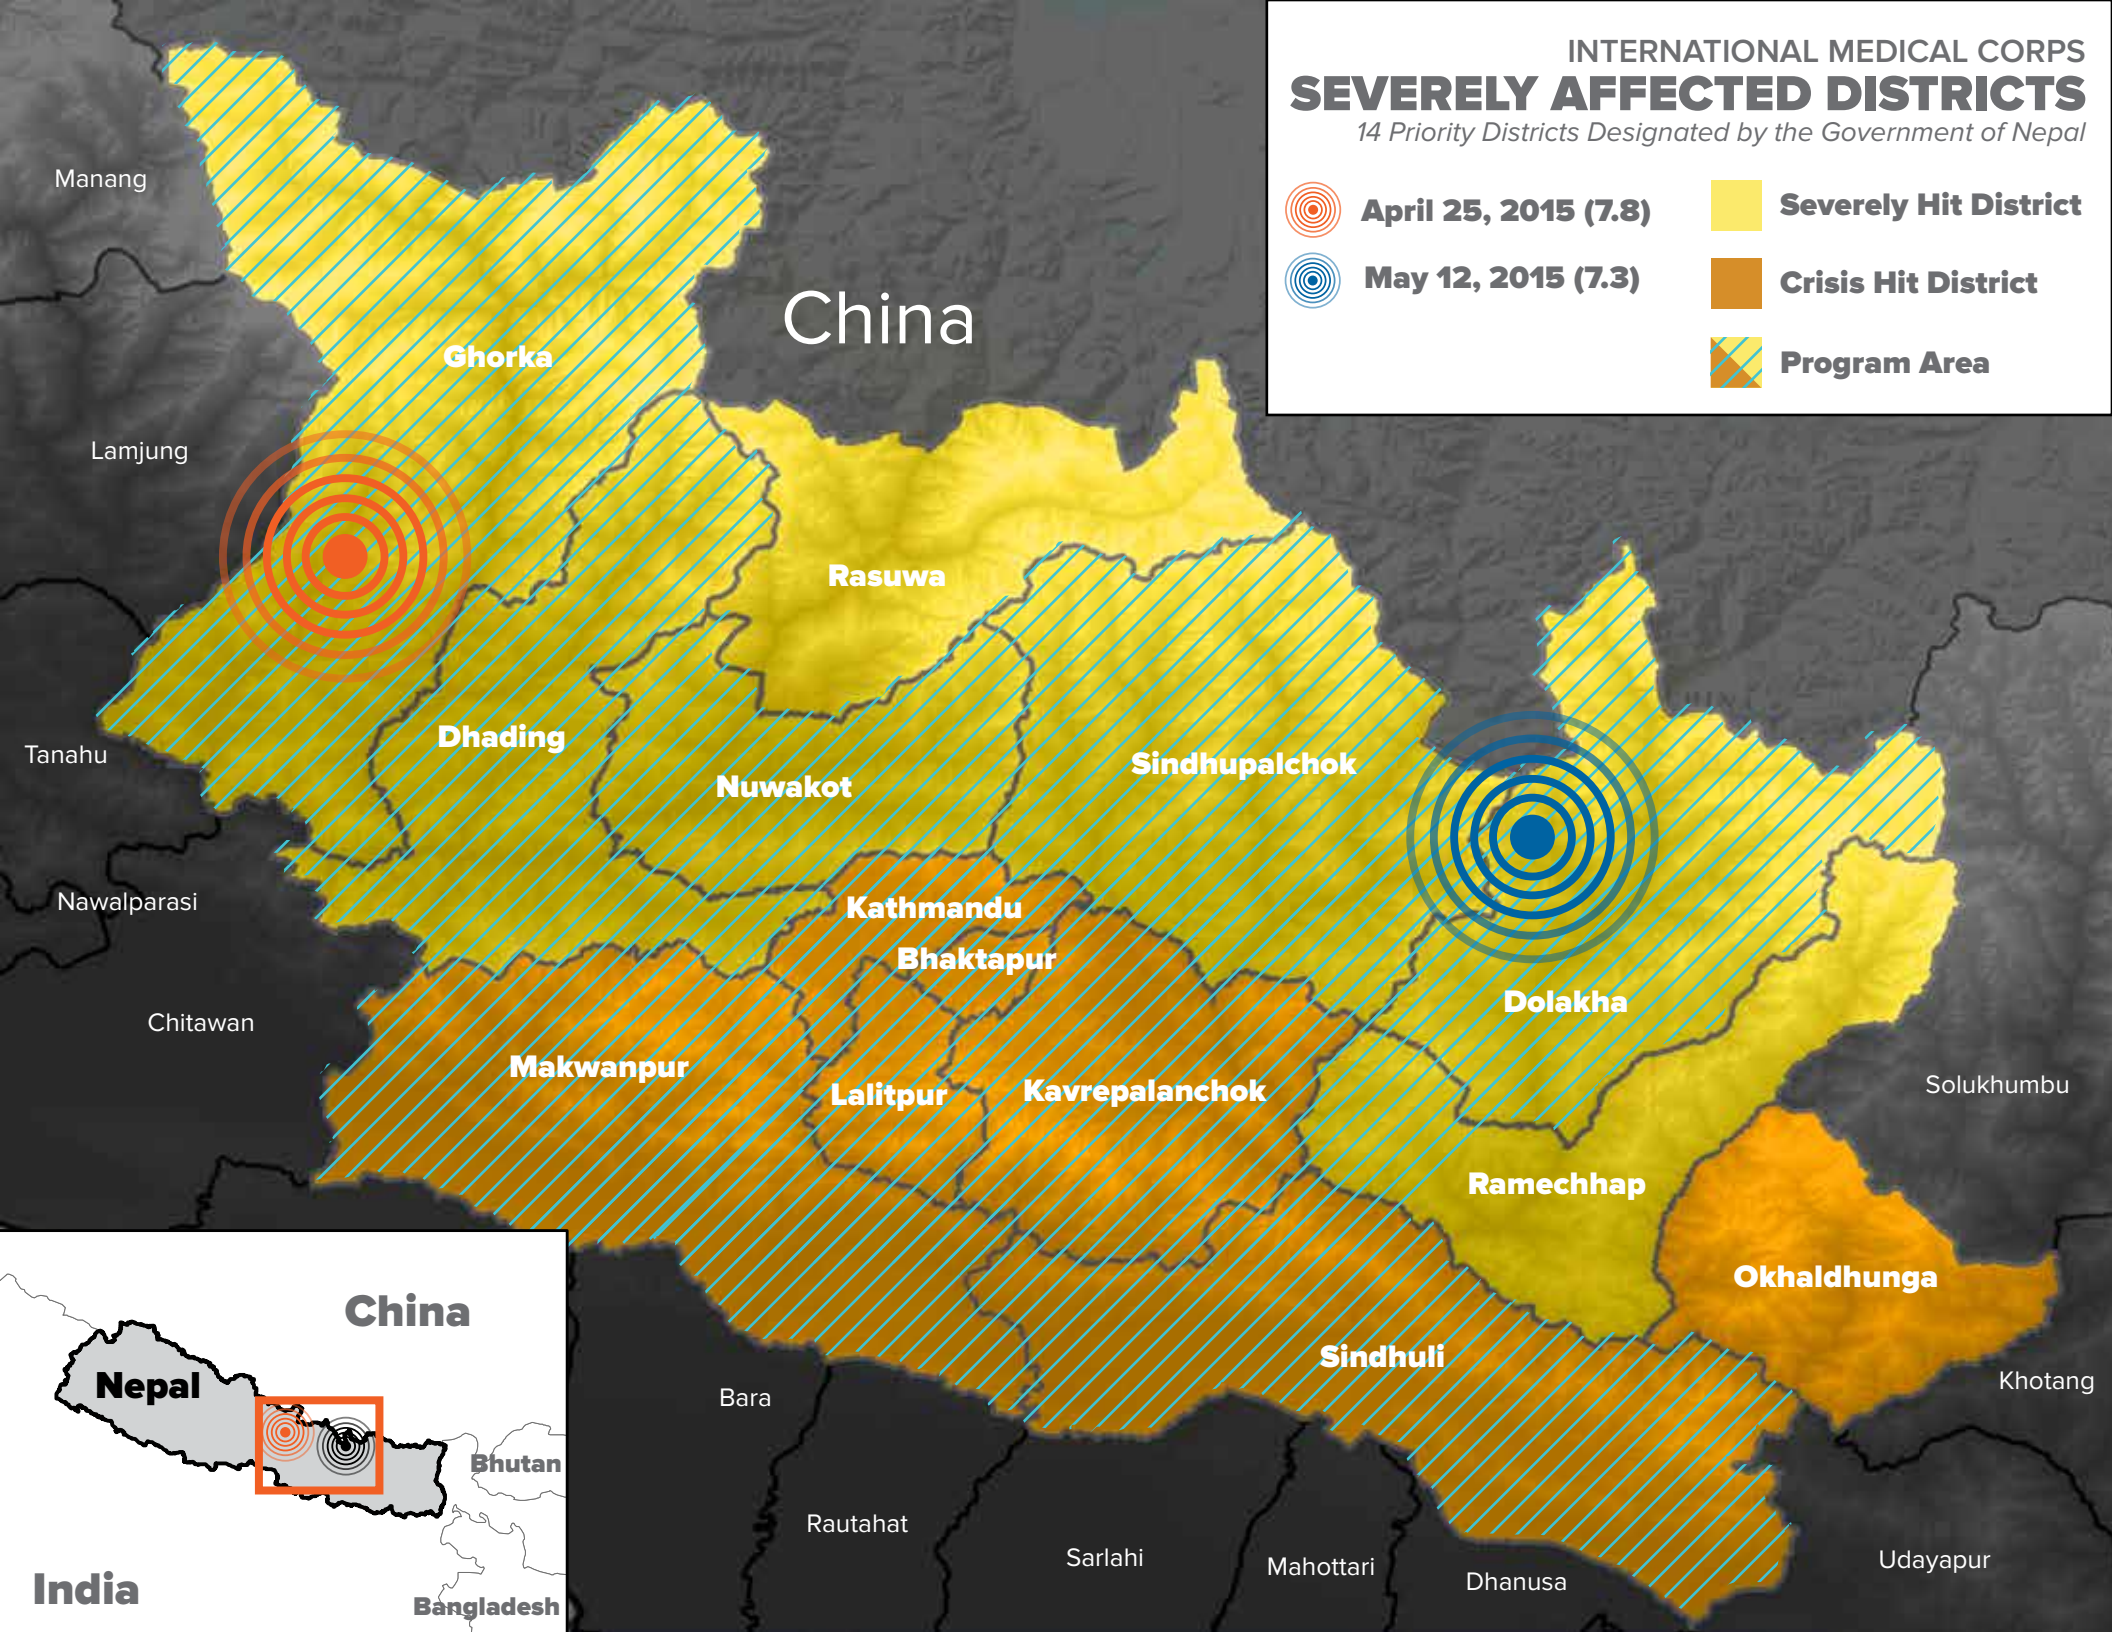 INTERNATIONAL MEDICAL CORPS
SEVERELY AFFECTED DISTRICTS
14 Priority Districts Designated by the Government of Nepal
April 25, 2015 (7.8)
May 12, 2015 (7.3)
Severely Hit District
Crisis Hit District
Program Area
Manang
China
Ghorka
Lamjung
Rasuwa
Dhading
Tanahu
Sindhupalchok
Nuwakot
Nawalparasi
Kathmandu
Bhaktapur
Dolakha
Chitawan
Makwanpur
Lalitpur
Kavrepalanchok
Solukhumbu
Ramechhap
Okhaldhunga
Sindhuli
Khotang
Bara
Rautahat
Sarlahi
Mahottari
Dhanusa
Udayapur
China
Nepal
Bhutan
India
Bangladesh